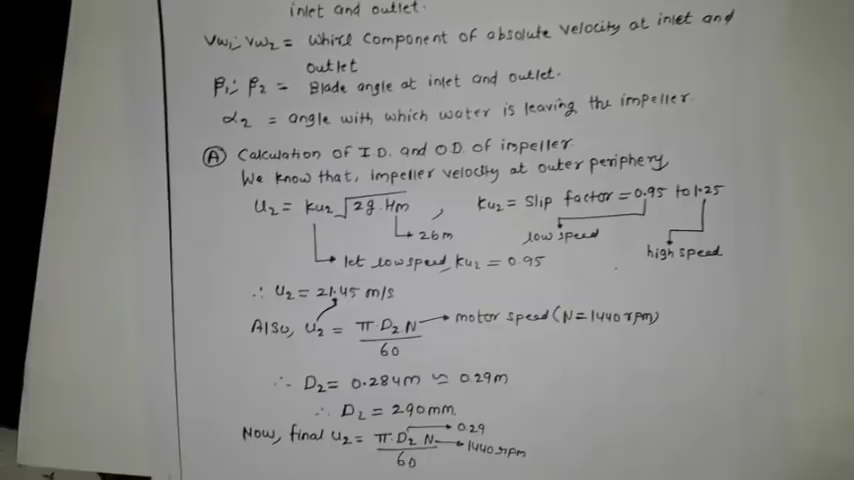 inlet and outlet.
Vw1 ; Vw2 = Whirl component of absolute velocity at inlet and
outlet
β1 ; β2 = Blade angle at inlet and outlet.
α2 = angle with which water is leaving the impeller.
(A) Calculation of I.D. and O.D. of impeller.
We know that, impeller velocity at outer periphery
U2 = Ku2 √2g.Hm , Ku2 = Slip factor = 0.95 to 1.25
26m low speed
high speed
let low speed, Ku2 = 0.95
∴ U2 = 21.45 m/s
Also, U2 = π.D2 N / 60 → motor speed (N = 1440 rpm)
∴ D2 = 0.284m ≃ 0.29m
∴ D2 = 290mm.
Now, final U2 = π.D2 N / 60 → 0.29 → 1440 rpm